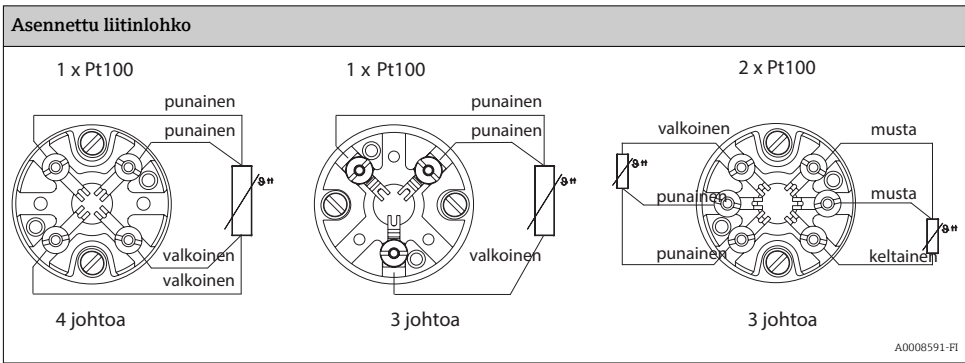 Asennettu liitinlohko
1 x Pt100
punainen
punainen
valkoinen
valkoinen
4 johtoa
1 x Pt100
punainen
punainen
valkoinen
3 johtoa
2 x Pt100
valkoinen
musta
punainen
musta
punainen
keltainen
3 johtoa
A0008591-FI